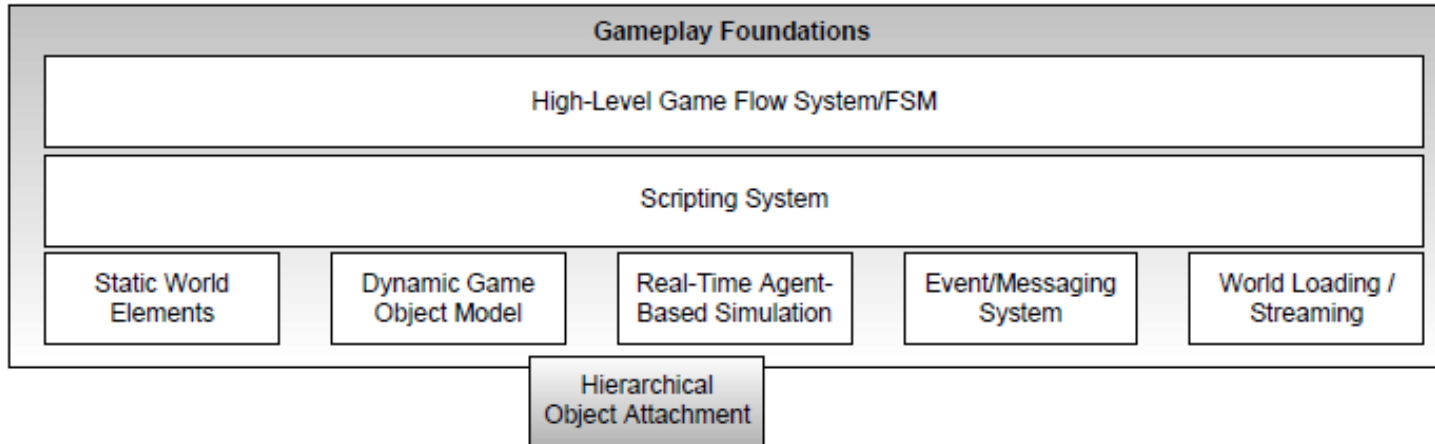 Gameplay Foundations
High-Level Game Flow System/FSM
Scripting System
Static World
Elements
Dynamic Game
Object Model
Real-Time Agent-
Based Simulation
Event/Messaging
System
World Loading /
Streaming
Hierarchical
Object Attachment